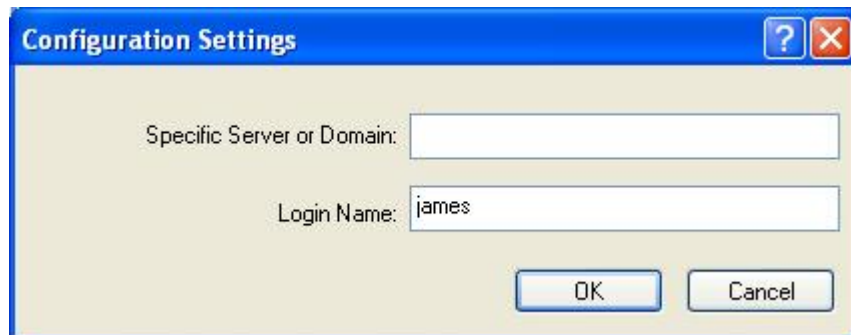 Configuration Settings
?
Specific Server or Domain:
Login Name: james
OK Cancel